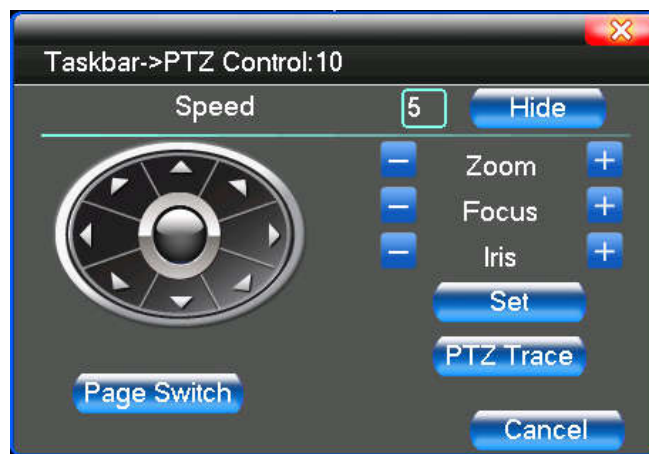 Taskbar->PTZ Control:10
Speed 5 Hide
− Zoom +
− Focus +
− Iris +
Set
PTZ Trace
Page Switch
Cancel